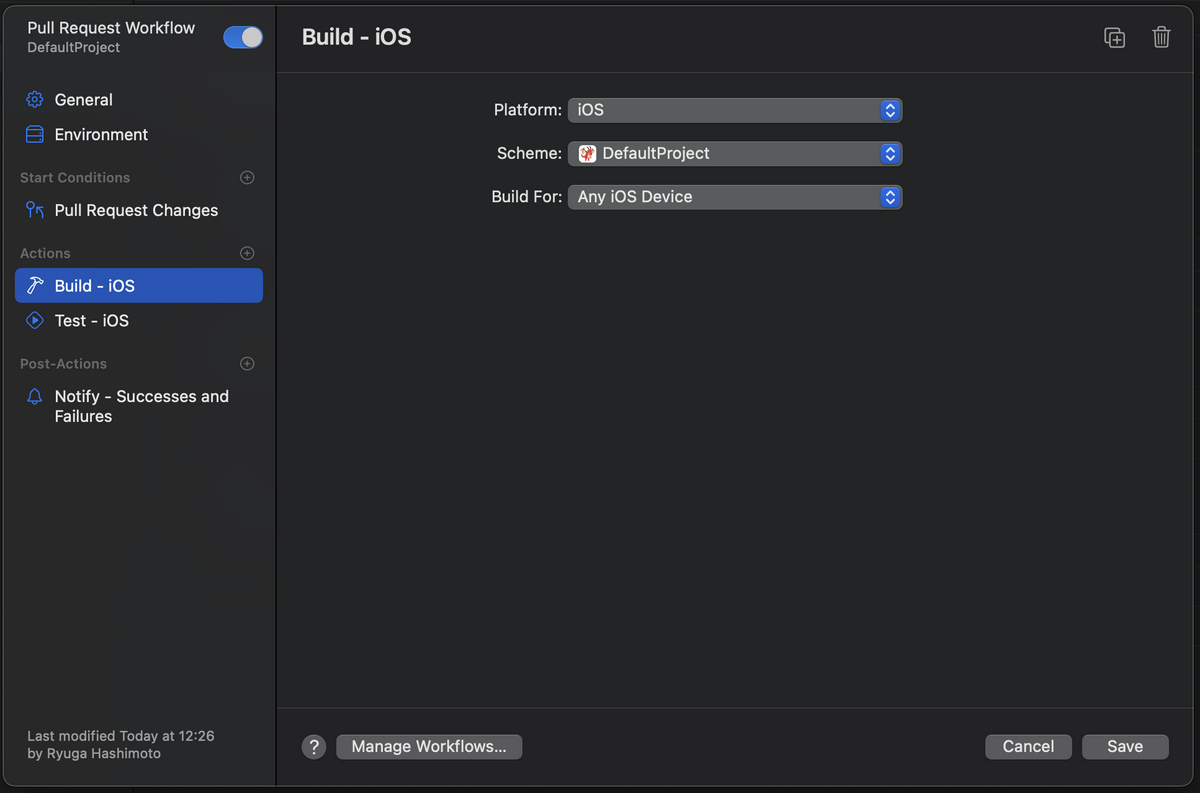 Pull Request Workflow
DefaultProject
General
Environment
Start Conditions
Pull Request Changes
Actions
Build - iOS
Test - iOS
Post-Actions
Notify - Successes and
Failures
Last modified Today at 12:26
by Ryuga Hashimoto
Build - iOS
Platform: iOS
Scheme: DefaultProject
Build For: Any iOS Device
? Manage Workflows... Cancel Save